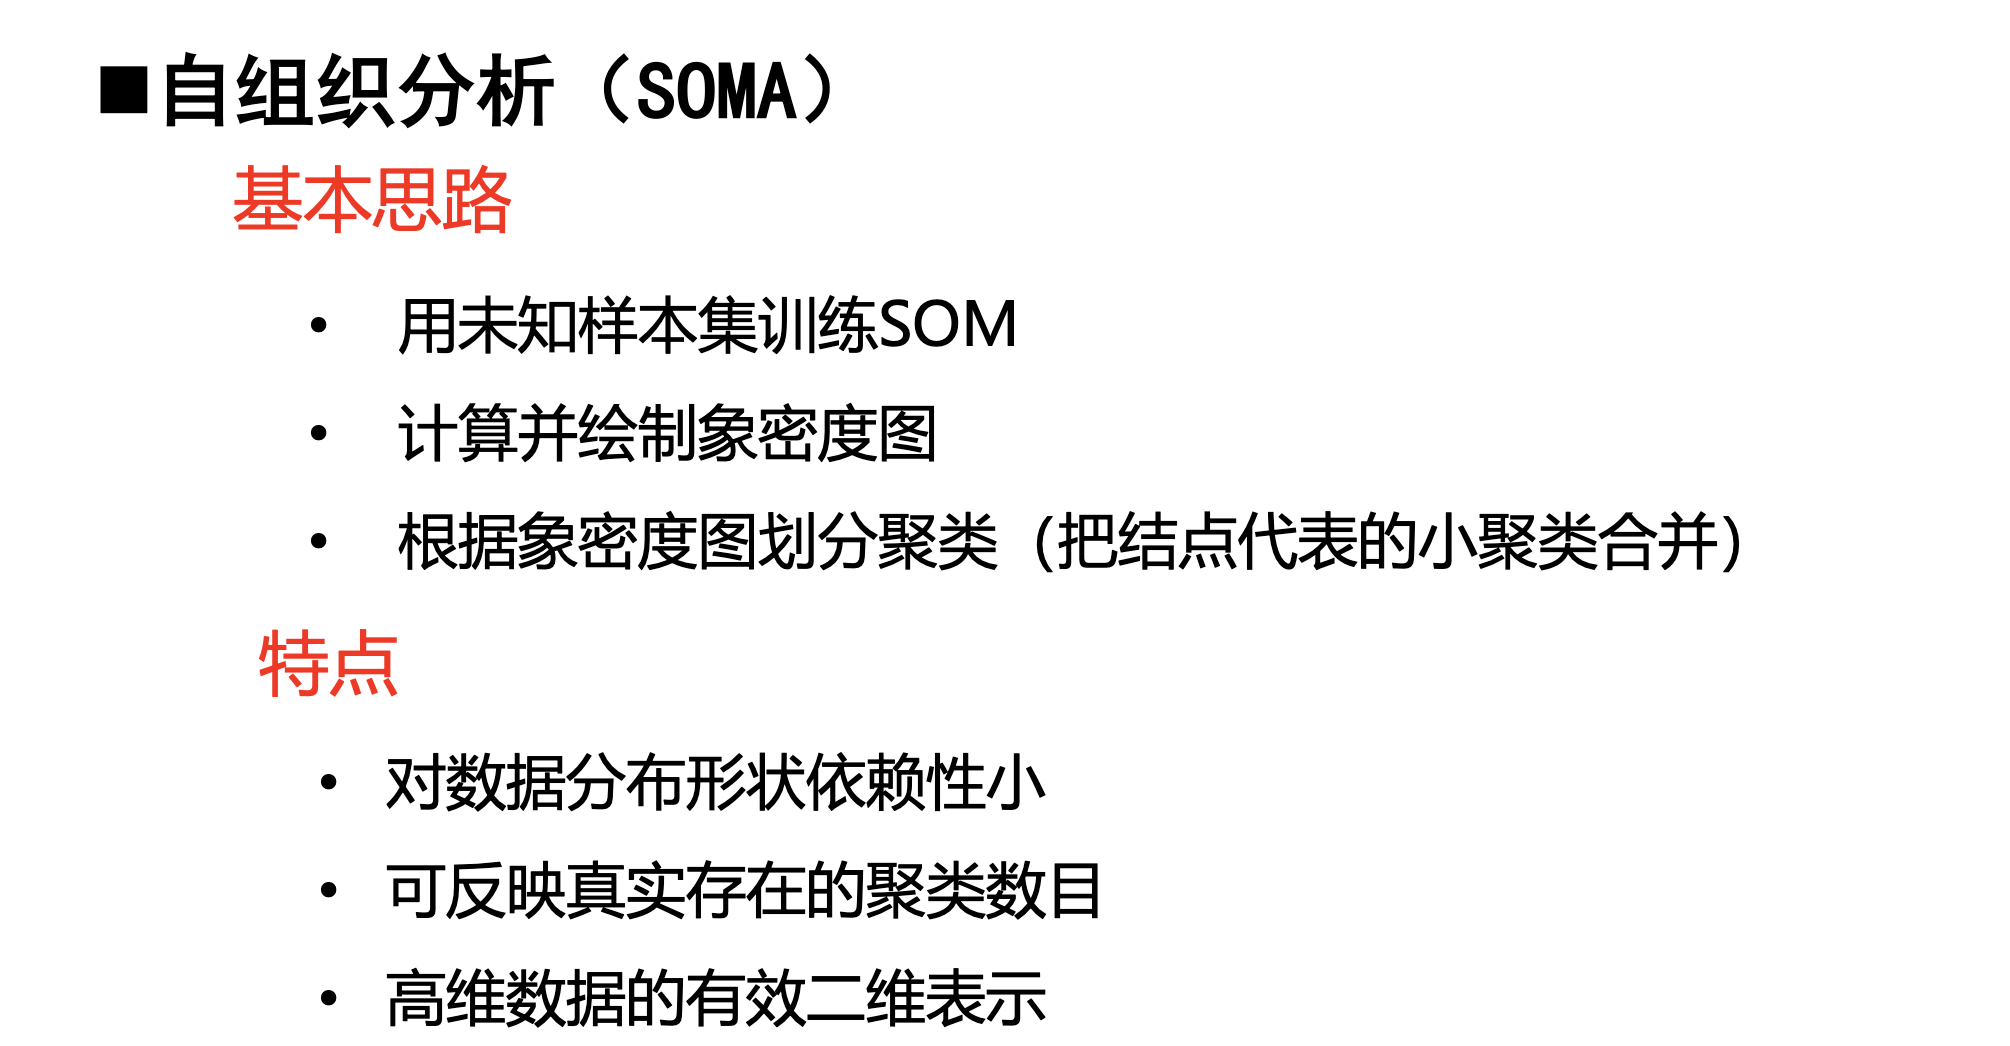 ■自组织分析（SOMA）
基本思路
• 用未知样本集训练SOM
• 计算并绘制象密度图
• 根据象密度图划分聚类（把结点代表的小聚类合并）
特点
• 对数据分布形状依赖性小
• 可反映真实存在的聚类数目
• 高维数据的有效二维表示